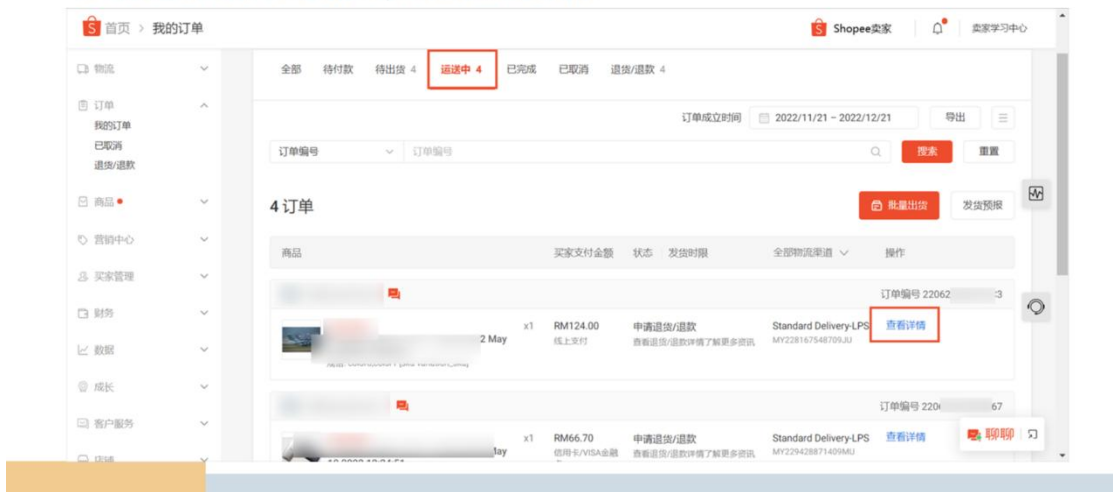 首页 > 我的订单
Shopee卖家
卖家学习中心
物流
订单
我的订单
已取消
退货/退款
商品
营销中心
买家管理
财务
数据
成长
客户服务
店铺
全部 待付款 待出货 4 运送中 4 已完成 已取消 退货/退款 4
订单成立时间 2022/11/21 – 2022/12/21 导出
订单编号 订单编号 搜索 重置
4 订单 批量出货 发货预报
商品 买家支付金额 状态 发货时限 全部物流渠道 操作
订单编号 22062 :3
x1 RM124.00 申请退货/退款 Standard Delivery-LPS 查看详情
2 May 线上支付 查看退货/退款详情了解更多资讯 MY228167548709JU
订单编号 220 67
x1 RM66.70 申请退货/退款 Standard Delivery-LPS 查看详情
May 信用卡/VISA金融 查看退货/退款详情了解更多资讯 MY229428871409MU
聊聊